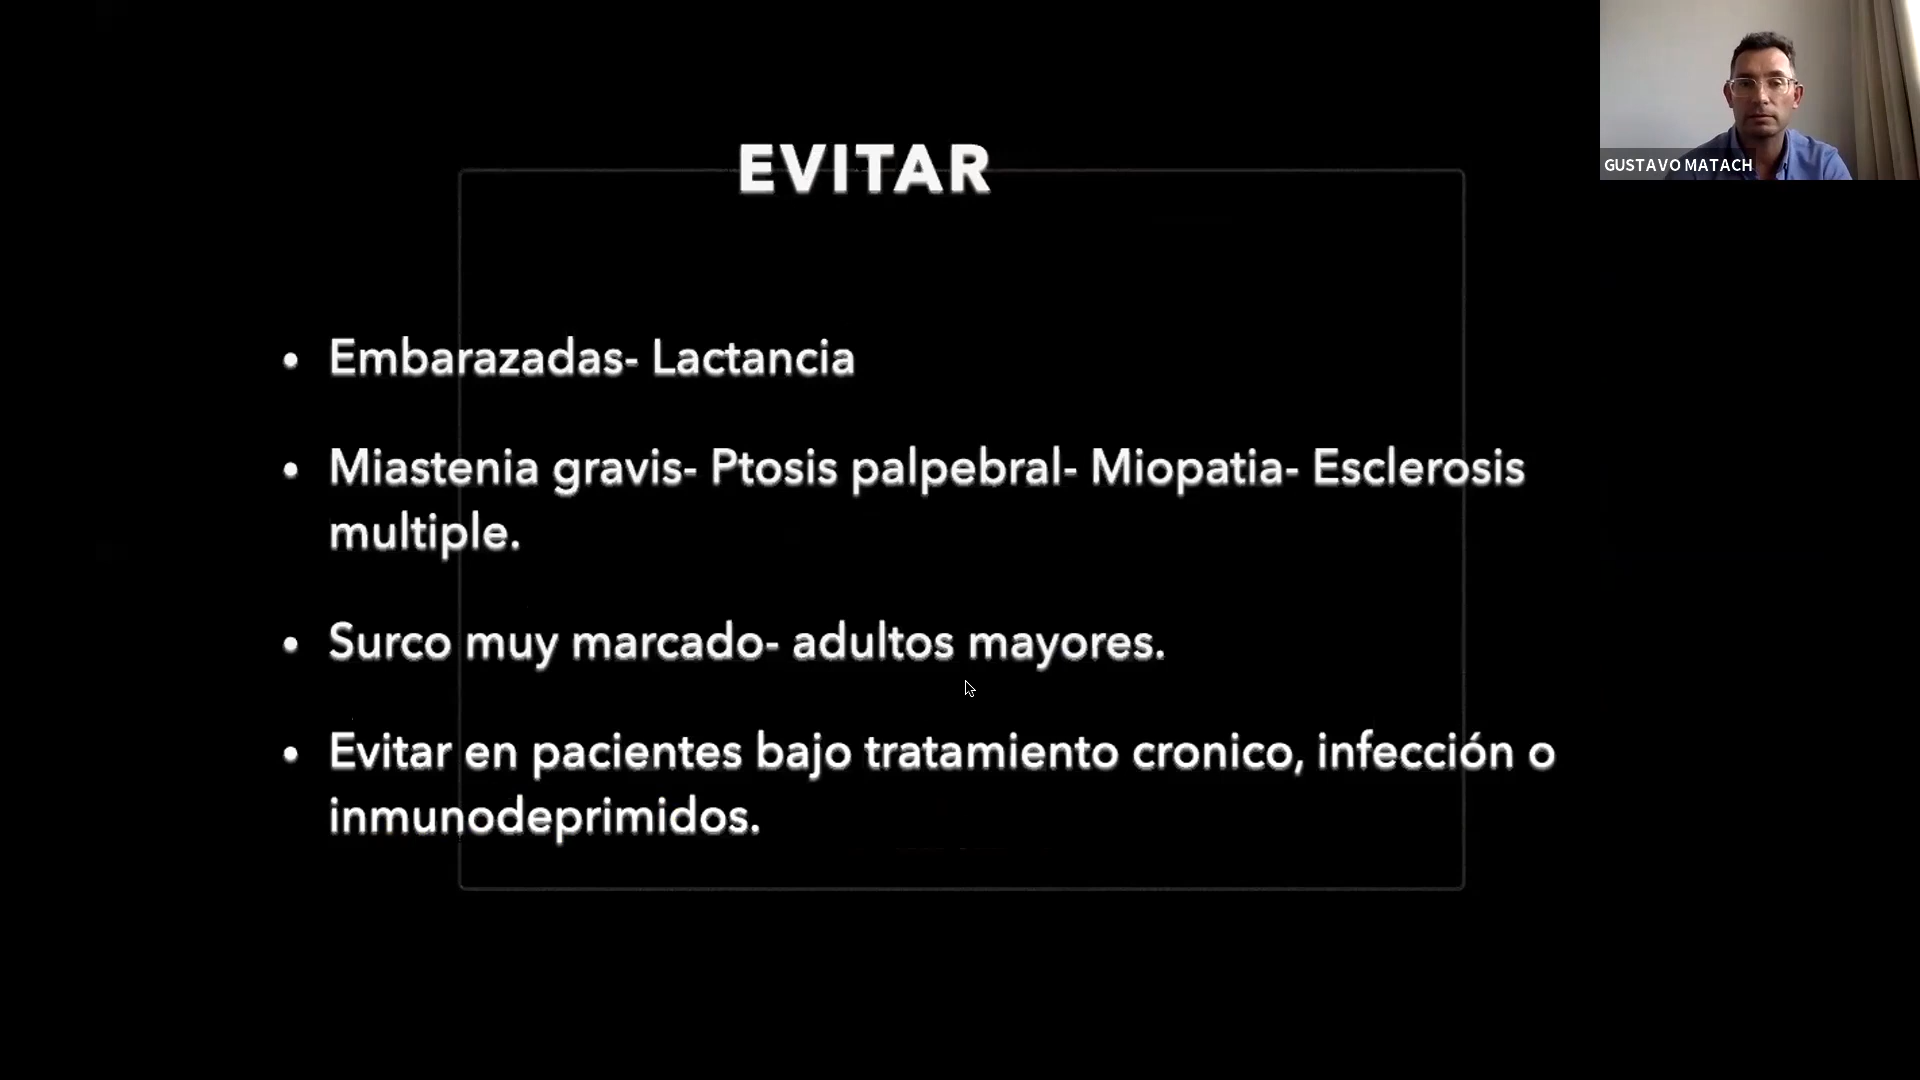 EVITAR
GUSTAVO MATACH
• Embarazadas- Lactancia
• Miastenia gravis- Ptosis palpebral- Miopatia- Esclerosis
multiple.
• Surco muy marcado- adultos mayores.
• Evitar en pacientes bajo tratamiento cronico, infección o
inmunodeprimidos.